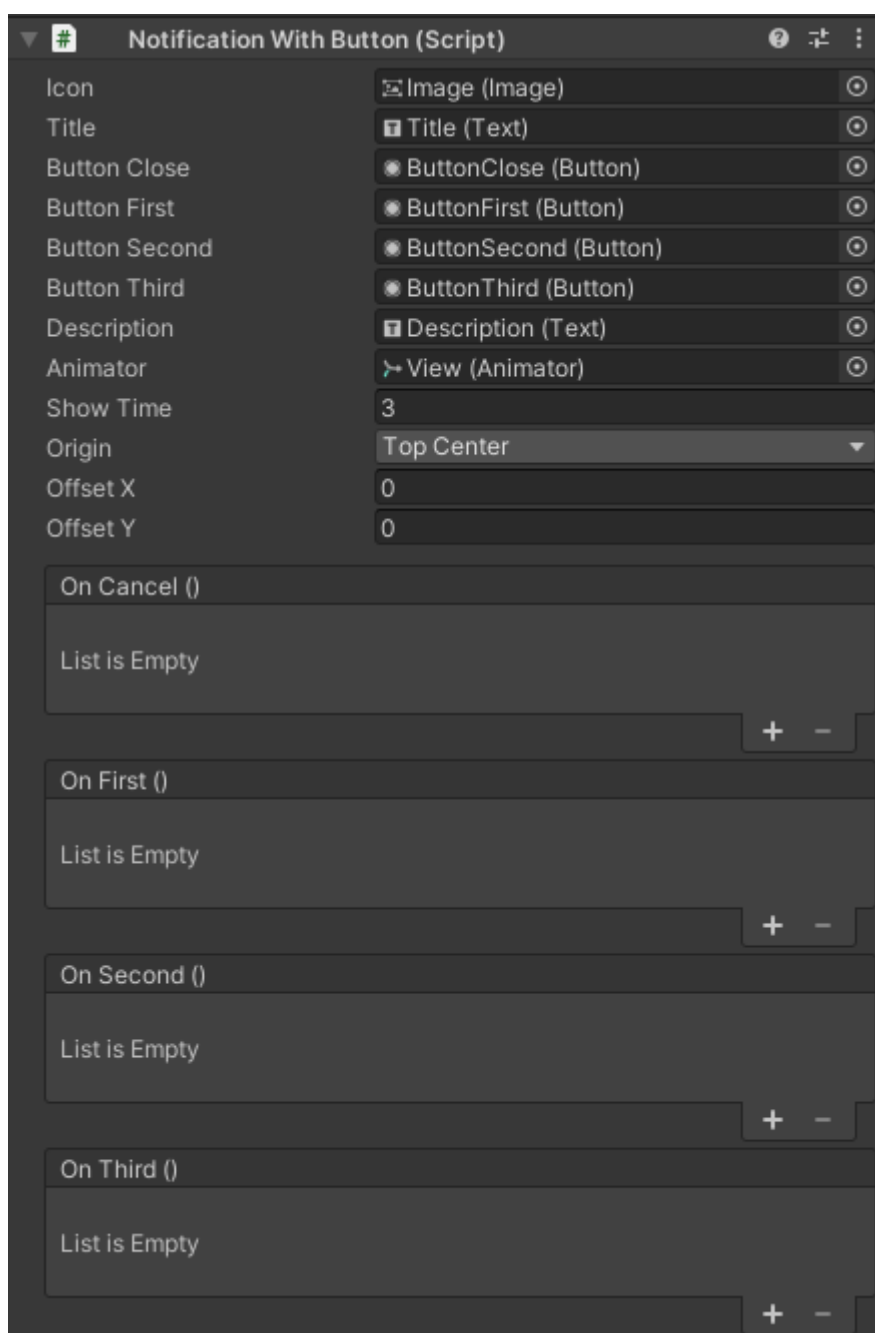 # Notification With Button (Script)
Icon Image (Image)
Title Title (Text)
Button Close ButtonClose (Button)
Button First ButtonFirst (Button)
Button Second ButtonSecond (Button)
Button Third ButtonThird (Button)
Description Description (Text)
Animator View (Animator)
Show Time 3
Origin Top Center
Offset X 0
Offset Y 0
On Cancel ()
List is Empty
+ −
On First ()
List is Empty
+ −
On Second ()
List is Empty
+ −
On Third ()
List is Empty
+ −